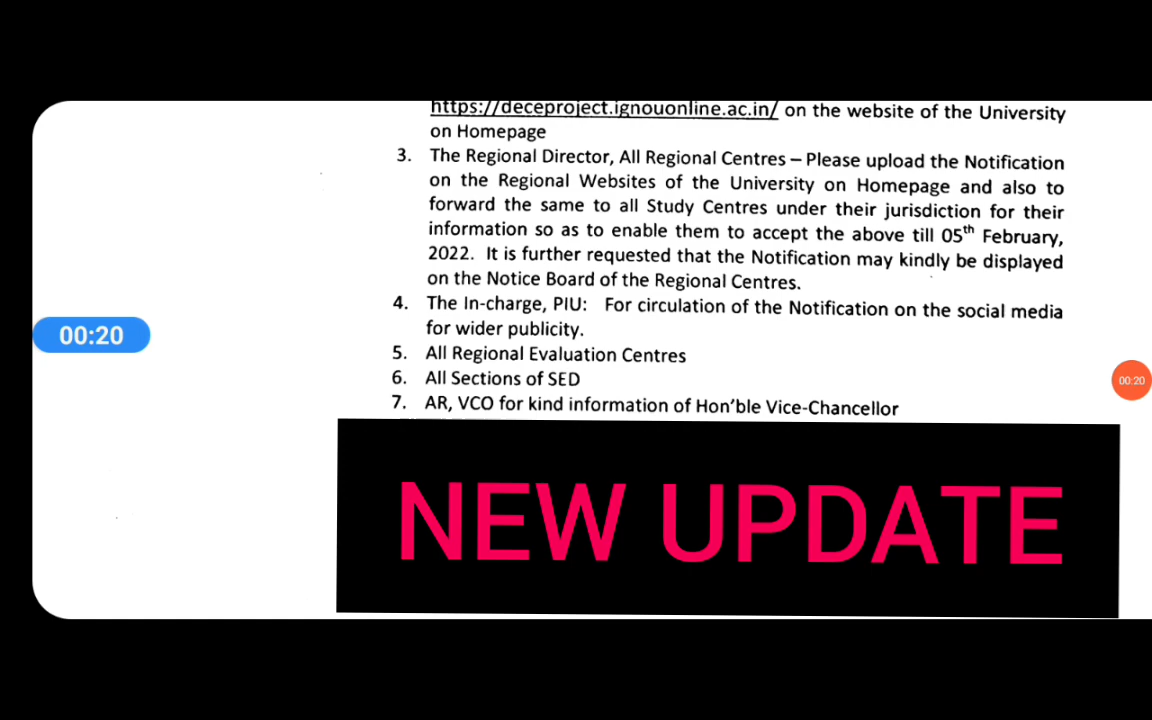 https://deceproject.ignouonline.ac.in/ on the website of the University
on Homepage
3. The Regional Director, All Regional Centres – Please upload the Notification
on the Regional Websites of the University on Homepage and also to
forward the same to all Study Centres under their jurisdiction for their
information so as to enable them to accept the above till 05th February,
2022. It is further requested that the Notification may kindly be displayed
on the Notice Board of the Regional Centres.
4. The In-charge, PIU: For circulation of the Notification on the social media
for wider publicity.
00:20
5. All Regional Evaluation Centres
6. All Sections of SED
00:20
7. AR, VCO for kind information of Hon'ble Vice-Chancellor
NEW UPDATE